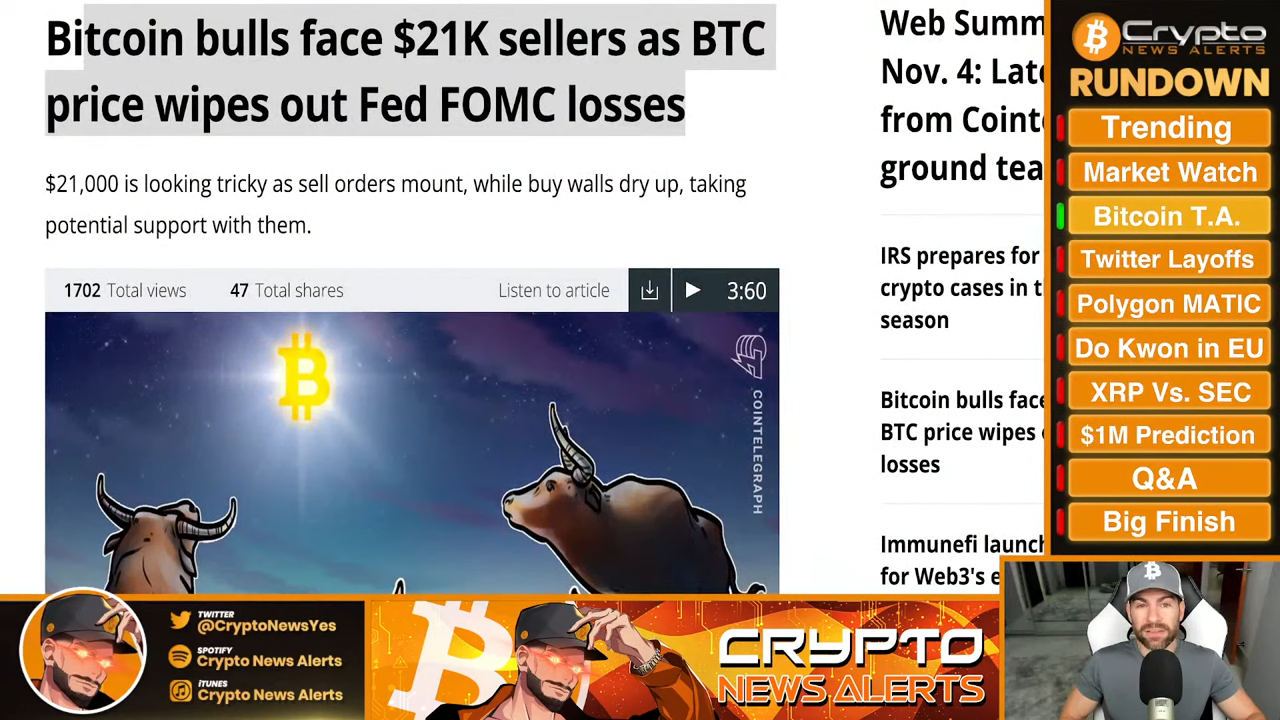 Bitcoin bulls face $21K sellers as BTC
price wipes out Fed FOMC losses
$21,000 is looking tricky as sell orders mount, while buy walls dry up, taking
potential support with them.
1702 Total views
47 Total shares
Listen to article
3:60
COINTELEGRAPH
Web Summ
Nov. 4: Late
from Cointe
ground tea
IRS prepares for
crypto cases in t
season
Bitcoin bulls face
BTC price wipes o
losses
Immunefi launch
for Web3's e
Crypto
NEWS ALERTS
RUNDOWN
Trending
Market Watch
Bitcoin T.A.
Twitter Layoffs
Polygon MATIC
Do Kwon in EU
XRP Vs. SEC
$1M Prediction
Q&A
Big Finish
TWITTER
@CryptoNewsYes
SPOTIFY
Crypto News Alerts
iTUNES
Crypto News Alerts
CRYPTO
NEWS ALERTS